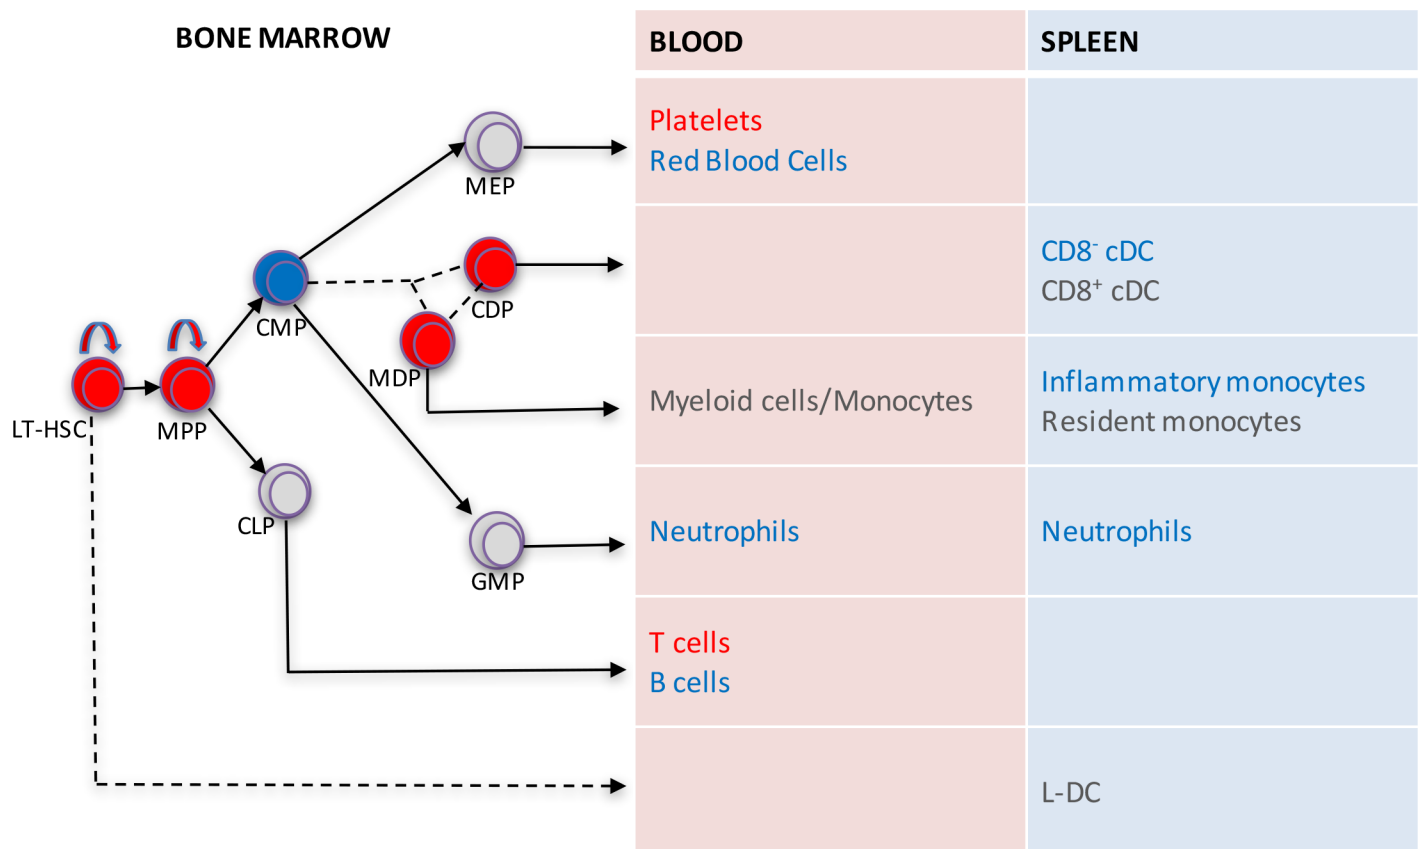 BONE MARROW
BLOOD
SPLEEN
Platelets
Red Blood Cells
MEP
CD8⁻ cDC
CD8⁺ cDC
CDP
CMP
MDP
Myeloid cells/Monocytes
Inflammatory monocytes
Resident monocytes
LT-HSC
MPP
CLP
Neutrophils
Neutrophils
GMP
T cells
B cells
L-DC